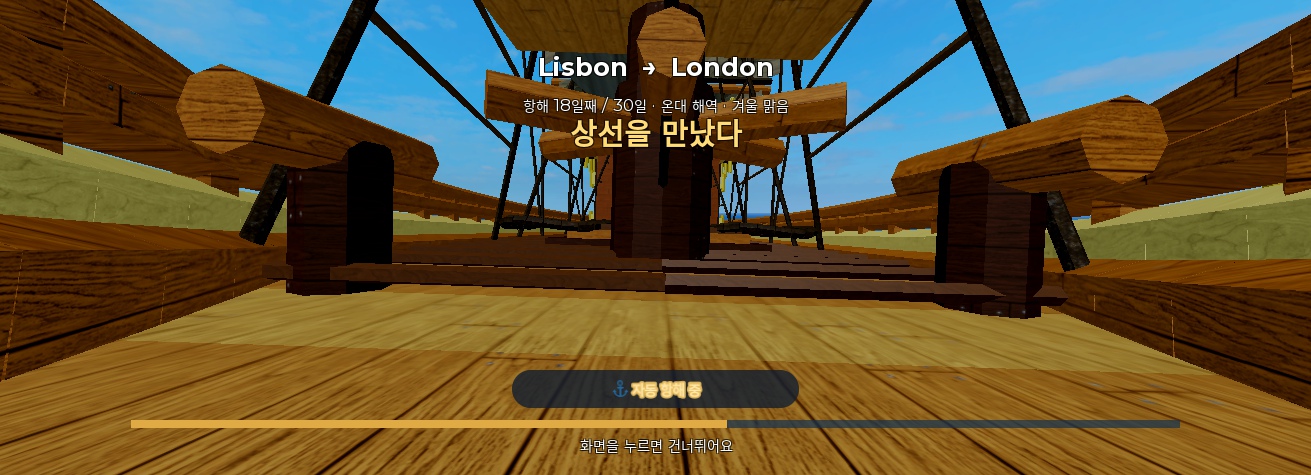 Lisbon → London
항해 18일째 / 30일 · 온대 해역 · 겨울 맑음
상선을 만났다
⚓ 자동 항해 중
화면을 누르면 건너뛰어요